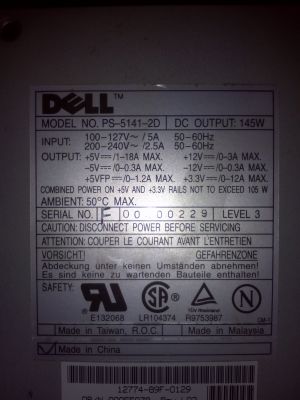 DELL™
MODEL NO. PS-5141-2D DC OUTPUT: 145W
INPUT: 100-127V~/5A 50-60Hz
200-240V~/2.5A 50-60Hz
OUTPUT: +5V⎓/1-18A MAX. +12V⎓/0-3A MAX.
-5V⎓/0-0.3A MAX. -12V⎓/0-0.3A MAX.
+5VFP⎓/0-1.2A MAX. +3.3V⎓/0-12A MAX.
COMBINED POWER ON +5V AND +3.3V RAILS NOT TO EXCEED 105 W
AMBIENT: 50°C MAX.
SERIAL NO. F 00 00229 LEVEL 3
CAUTION: DISCONNECT POWER BEFORE SERVICING
ATTENTION: COUPER LE COURANT AVANT L'ENTRETIEN
VORSICHT! GEFAHRENZONE
Abdeckung unter keinen Umständen abnehmen
Es sind keine zu wartenden Bauteile enthalten
SAFETY: RU SA TÜV Rheinland N
E132068 LR104374 R9753987
Made in Taiwan, R.O.C. Made in Malaysia
✓ Made in China
12774-89F-0129